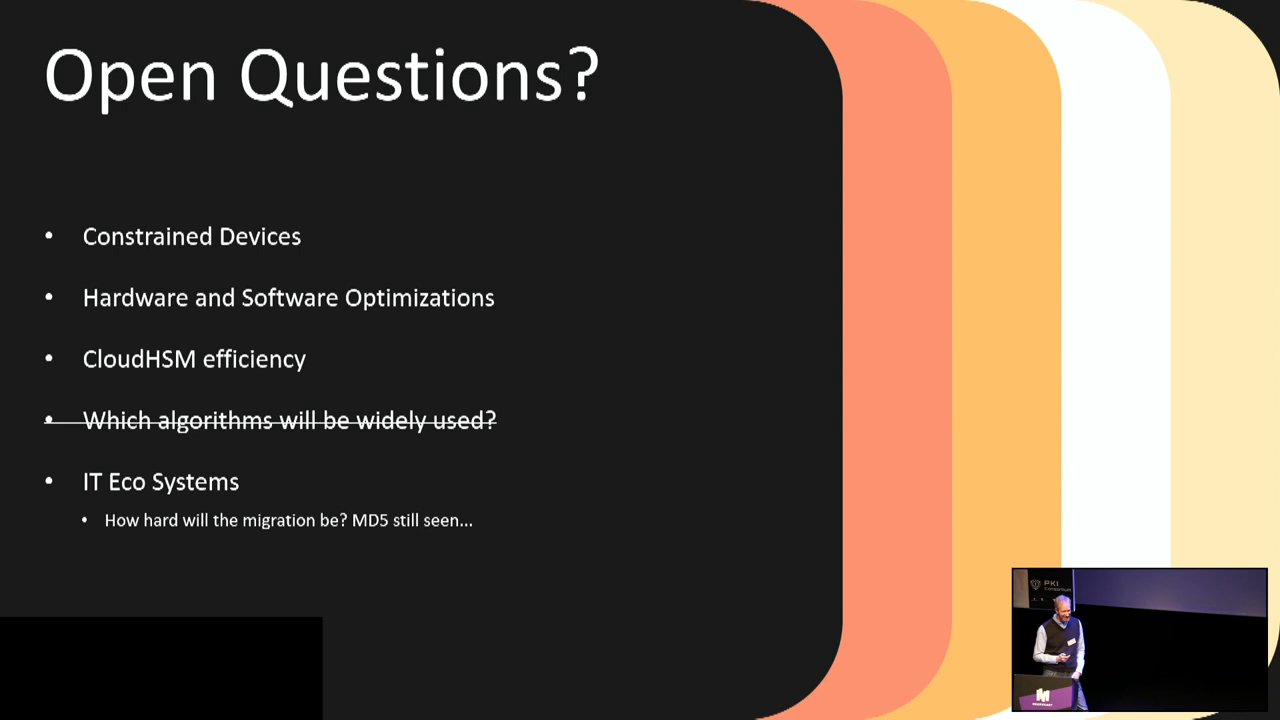 Open Questions?
• Constrained Devices
• Hardware and Software Optimizations
• CloudHSM efficiency
• Which algorithms will be widely used?
• IT Eco Systems
• How hard will the migration be? MD5 still seen...
PKI
Consortium